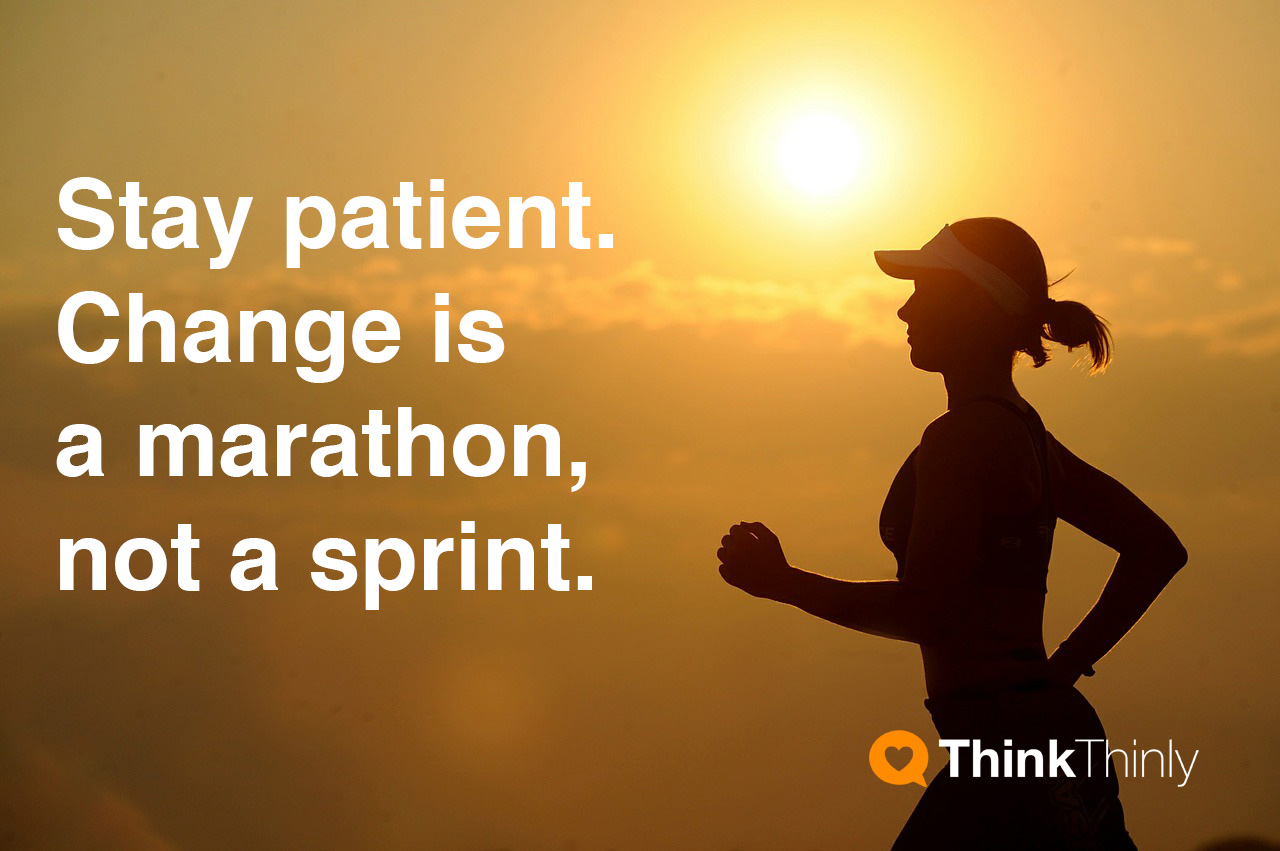 Stay patient.
Change is
a marathon,
not a sprint.
ThinkThinly